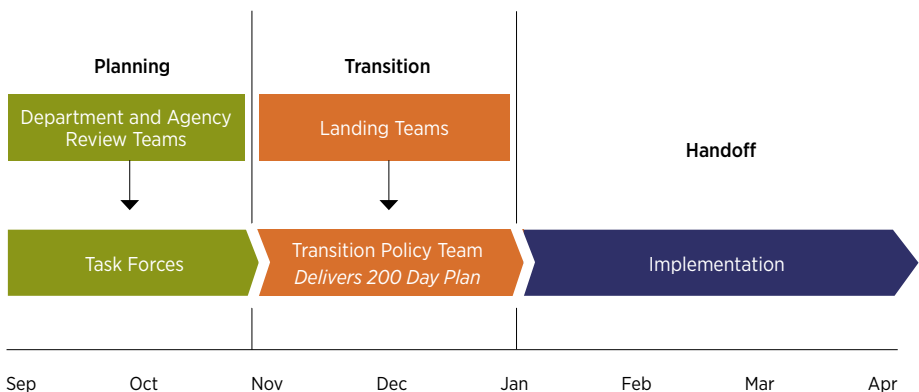 Planning
Transition
Department and Agency
Review Teams
Landing Teams
Handoff
Task Forces
Transition Policy Team
Delivers 200 Day Plan
Implementation
Sep
Oct
Nov
Dec
Jan
Feb
Mar
Apr